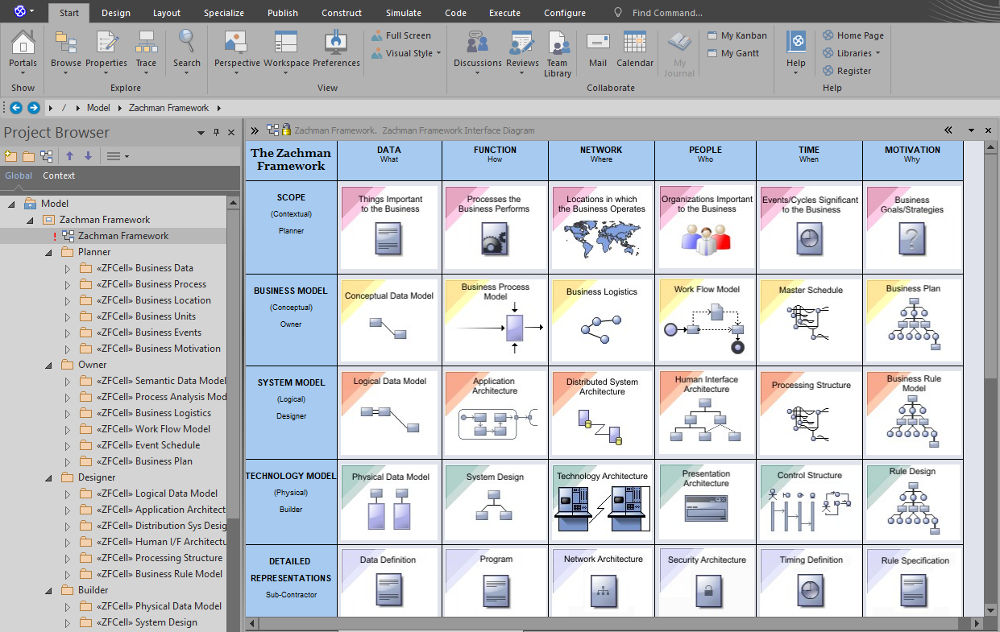 Start Design Layout Specialize Publish Construct Simulate Code Execute Configure Find Command...
Portals Browse Properties Trace Search Perspective Workspace Preferences
Full Screen
Visual Style
Discussions Reviews Team Library Mail Calendar My Journal
My Kanban
My Gantt
Help
Home Page
Libraries
Register
Show Explore View Collaborate Help
/ Model Zachman Framework
Project Browser
Global Context
Model
Zachman Framework
! Zachman Framework
Planner
«ZFCell» Business Data
«ZFCell» Business Process
«ZFCell» Business Location
«ZFCell» Business Units
«ZFCell» Business Events
«ZFCell» Business Motivation
Owner
«ZFCell» Semantic Data Model
«ZFCell» Process Analysis Mod
«ZFCell» Business Logistics
«ZFCell» Work Flow Model
«ZFCell» Event Schedule
«ZFCell» Business Plan
Designer
«ZFCell» Logical Data Model
«ZFCell» Application Architect
«ZFCell» Distribution Sys Desig
«ZFCell» Human I/F Architectu
«ZFCell» Processing Structure
«ZFCell» Business Rule Model
Builder
«ZFCell» Physical Data Model
«ZFCell» System Design
Zachman Framework. Zachman Framework Interface Diagram
The Zachman
Framework
DATA FUNCTION NETWORK PEOPLE TIME MOTIVATION
What How Where Who When Why
SCOPE
(Contextual)
Planner
Things Important
to the Business
Processes the
Business Performs
Locations in which
the Business Operates
Organizations Important
to the Business
Events/Cycles Significant
to the Business
Business
Goals/Strategies
?
BUSINESS MODEL
(Conceptual)
Owner
Conceptual Data Model
Business Process
Model
Business Logistics
Work Flow Model
Master Schedule
Business Plan
SYSTEM MODEL
(Logical)
Designer
Logical Data Model
Application
Architecture
Distributed System
Architecture
Human Interface
Architecture
Processing Structure
Business Rule
Model
TECHNOLOGY MODEL
(Physical)
Builder
Physical Data Model
System Design
Technology Architecture
Presentation
Architecture
Control Structure
Rule Design
DETAILED
REPRESENTATIONS
Sub-Contractor
Data Definition
Program
Network Architecture
Security Architecture
Timing Definition
Rule Specification